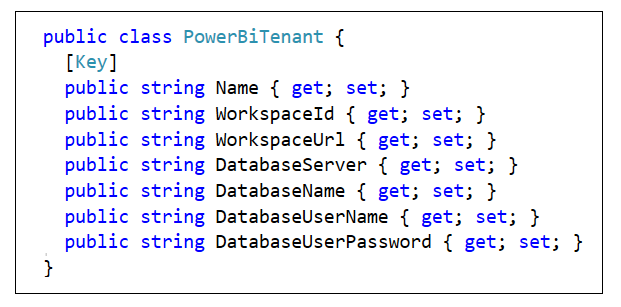 public class PowerBiTenant {
[Key]
public string Name { get; set; }
public string WorkspaceId { get; set; }
public string WorkspaceUrl { get; set; }
public string DatabaseServer { get; set; }
public string DatabaseName { get; set; }
public string DatabaseUserName { get; set; }
public string DatabaseUserPassword { get; set; }
}